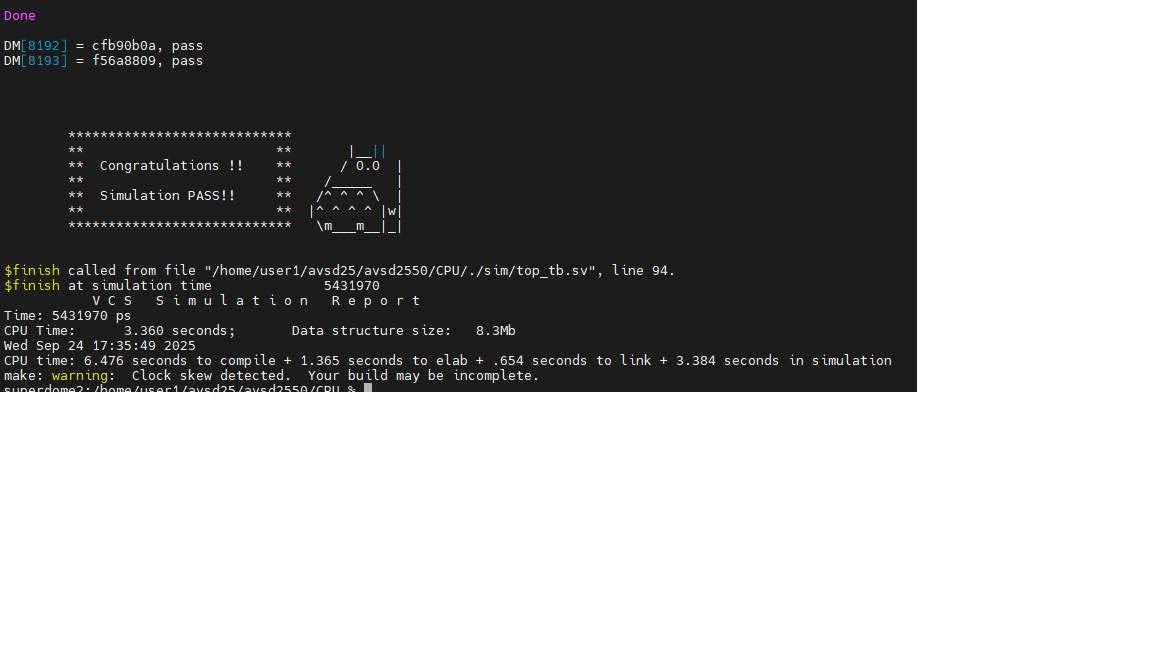 Done
DM[8192] = cfb90b0a, pass
DM[8193] = f56a8809, pass
****************************
**                        **        |__||
**  Congratulations !!    **       / O.O  |
**                        **     /_____   |
**  Simulation PASS!!     **    /^ ^ ^ \  |
**                        **   |^ ^ ^ ^ |w|
****************************    \m___m__|_|
$finish called from file "/home/user1/avsd25/avsd2550/CPU/./sim/top_tb.sv", line 94.
$finish at simulation time              5431970
V C S   S i m u l a t i o n   R e p o r t
Time: 5431970 ps
CPU Time:      3.360 seconds;       Data structure size:   8.3Mb
Wed Sep 24 17:35:49 2025
CPU time: 6.476 seconds to compile + 1.365 seconds to elab + .654 seconds to link + 3.384 seconds in simulation
make: warning:  Clock skew detected.  Your build may be incomplete.
superdome2:/home/user1/avsd25/avsd2550/CPU %